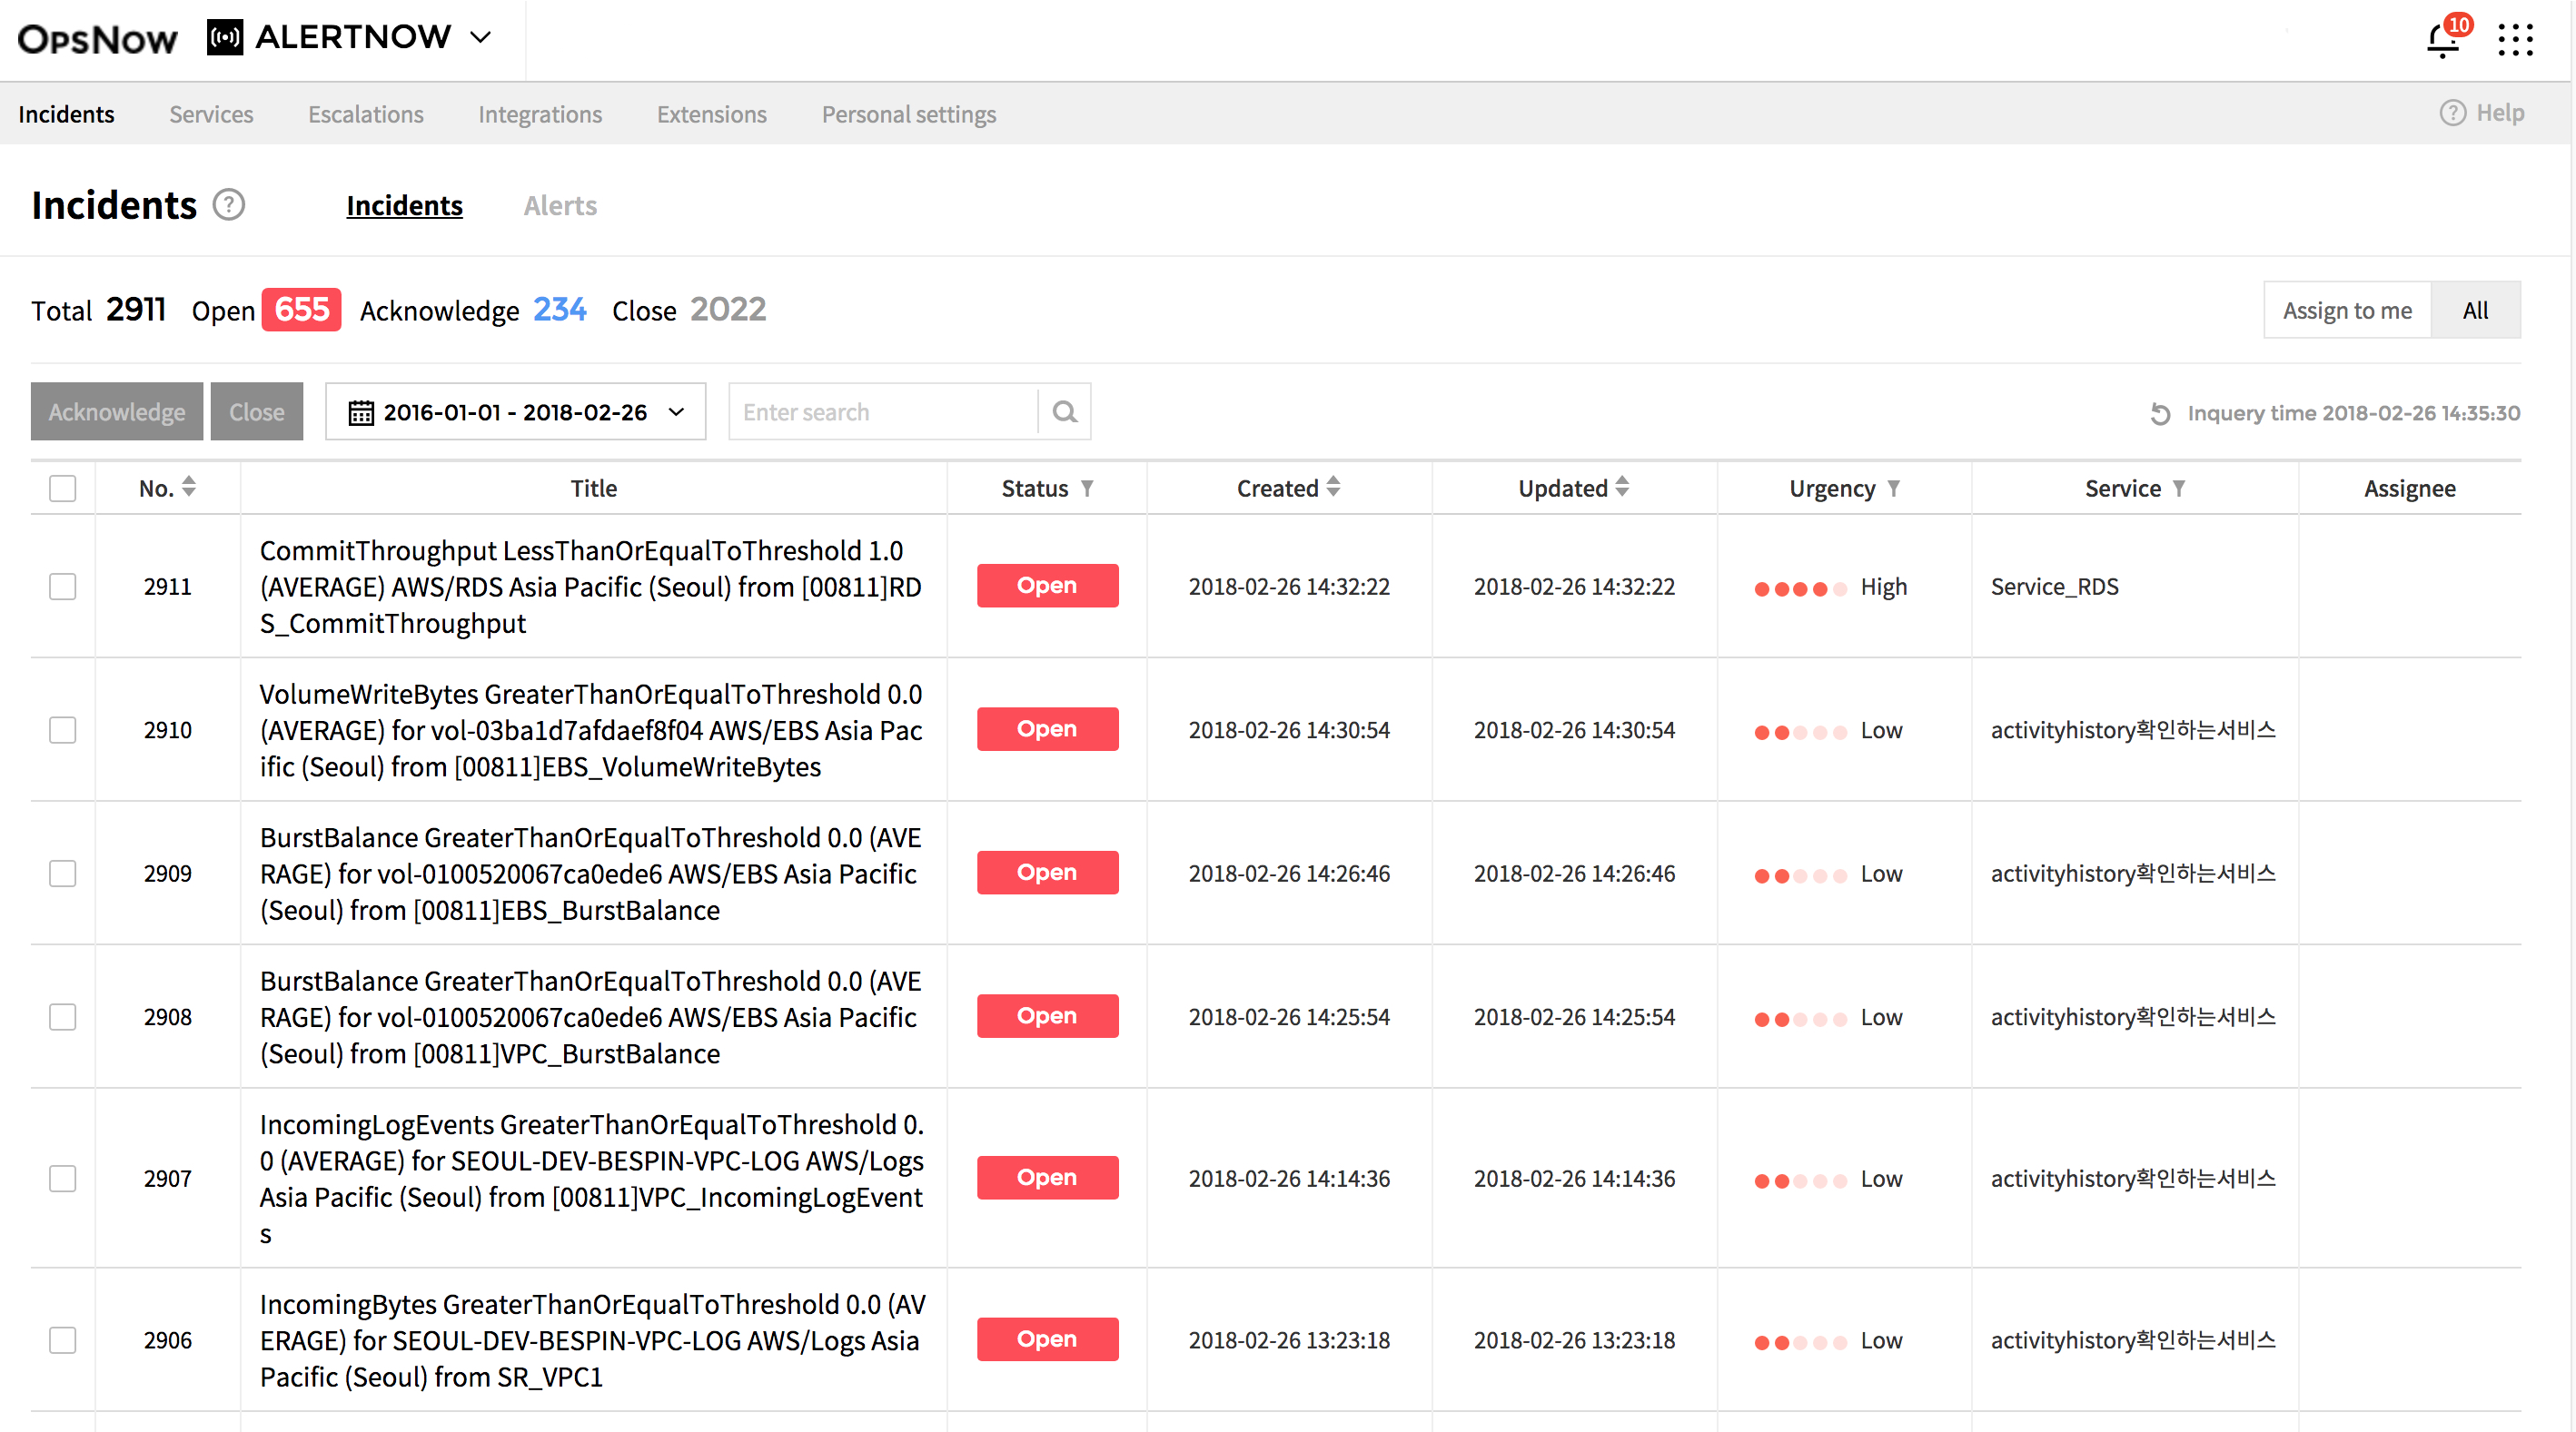 OpsNow ALERTNOW 10
Incidents Services Escalations Integrations Extensions Personal settings ? Help
Incidents ? Incidents Alerts
Total 2911 Open 655 Acknowledge 234 Close 2022 Assign to me All
Acknowledge Close 2016-01-01 - 2018-02-26 Enter search Inquery time 2018-02-26 14:35:30
No. Title Status Created Updated Urgency Service Assignee
CommitThroughput LessThanOrEqualToThreshold 1.0
2911 (AVERAGE) AWS/RDS Asia Pacific (Seoul) from [00811]RD Open 2018-02-26 14:32:22 2018-02-26 14:32:22 High Service_RDS
S_CommitThroughput
VolumeWriteBytes GreaterThanOrEqualToThreshold 0.0
2910 (AVERAGE) for vol-03ba1d7afdaef8f04 AWS/EBS Asia Pac Open 2018-02-26 14:30:54 2018-02-26 14:30:54 Low activityhistory확인하는서비스
ific (Seoul) from [00811]EBS_VolumeWriteBytes
BurstBalance GreaterThanOrEqualToThreshold 0.0 (AVE
2909 RAGE) for vol-0100520067ca0ede6 AWS/EBS Asia Pacific Open 2018-02-26 14:26:46 2018-02-26 14:26:46 Low activityhistory확인하는서비스
(Seoul) from [00811]EBS_BurstBalance
BurstBalance GreaterThanOrEqualToThreshold 0.0 (AVE
2908 RAGE) for vol-0100520067ca0ede6 AWS/EBS Asia Pacific Open 2018-02-26 14:25:54 2018-02-26 14:25:54 Low activityhistory확인하는서비스
(Seoul) from [00811]VPC_BurstBalance
IncomingLogEvents GreaterThanOrEqualToThreshold 0.
0 (AVERAGE) for SEOUL-DEV-BESPIN-VPC-LOG AWS/Logs
2907 Open 2018-02-26 14:14:36 2018-02-26 14:14:36 Low activityhistory확인하는서비스
Asia Pacific (Seoul) from [00811]VPC_IncomingLogEvent
s
IncomingBytes GreaterThanOrEqualToThreshold 0.0 (AV
2906 ERAGE) for SEOUL-DEV-BESPIN-VPC-LOG AWS/Logs Asia Open 2018-02-26 13:23:18 2018-02-26 13:23:18 Low activityhistory확인하는서비스
Pacific (Seoul) from SR_VPC1